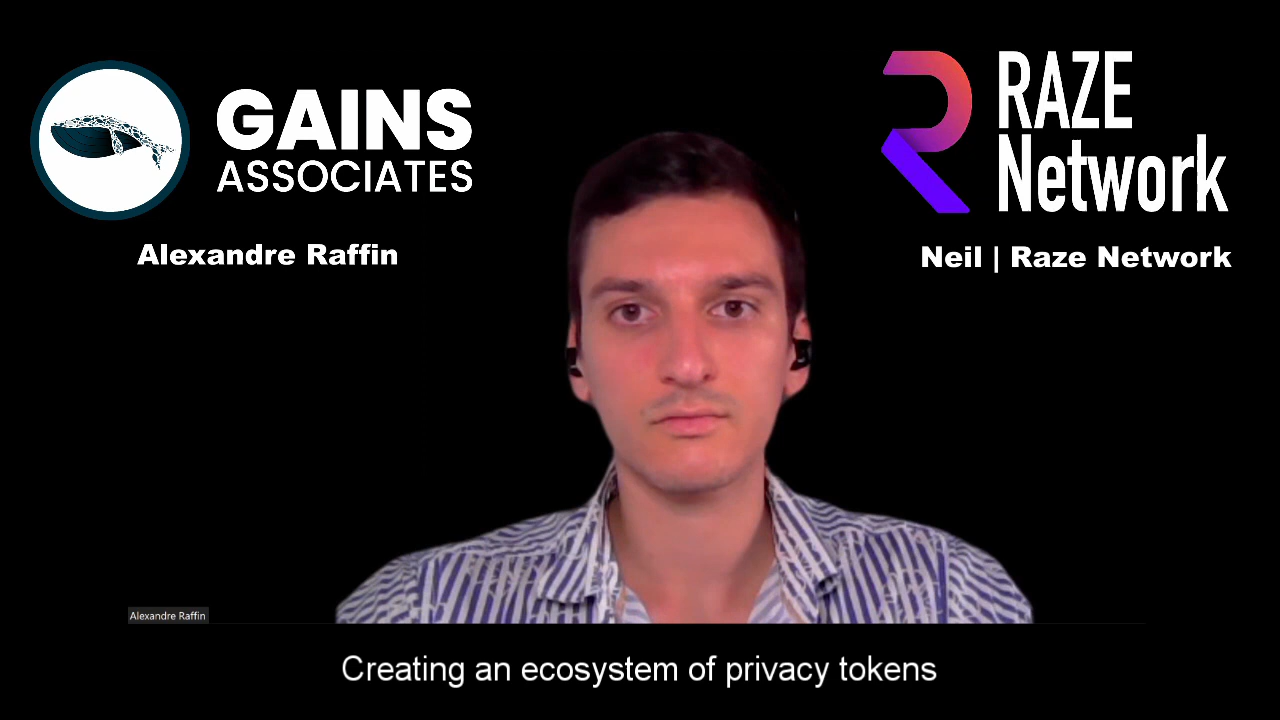 GAINS
ASSOCIATES
Alexandre Raffin
RAZE
Network
Neil | Raze Network
Alexandre Raffin
Creating an ecosystem of privacy tokens